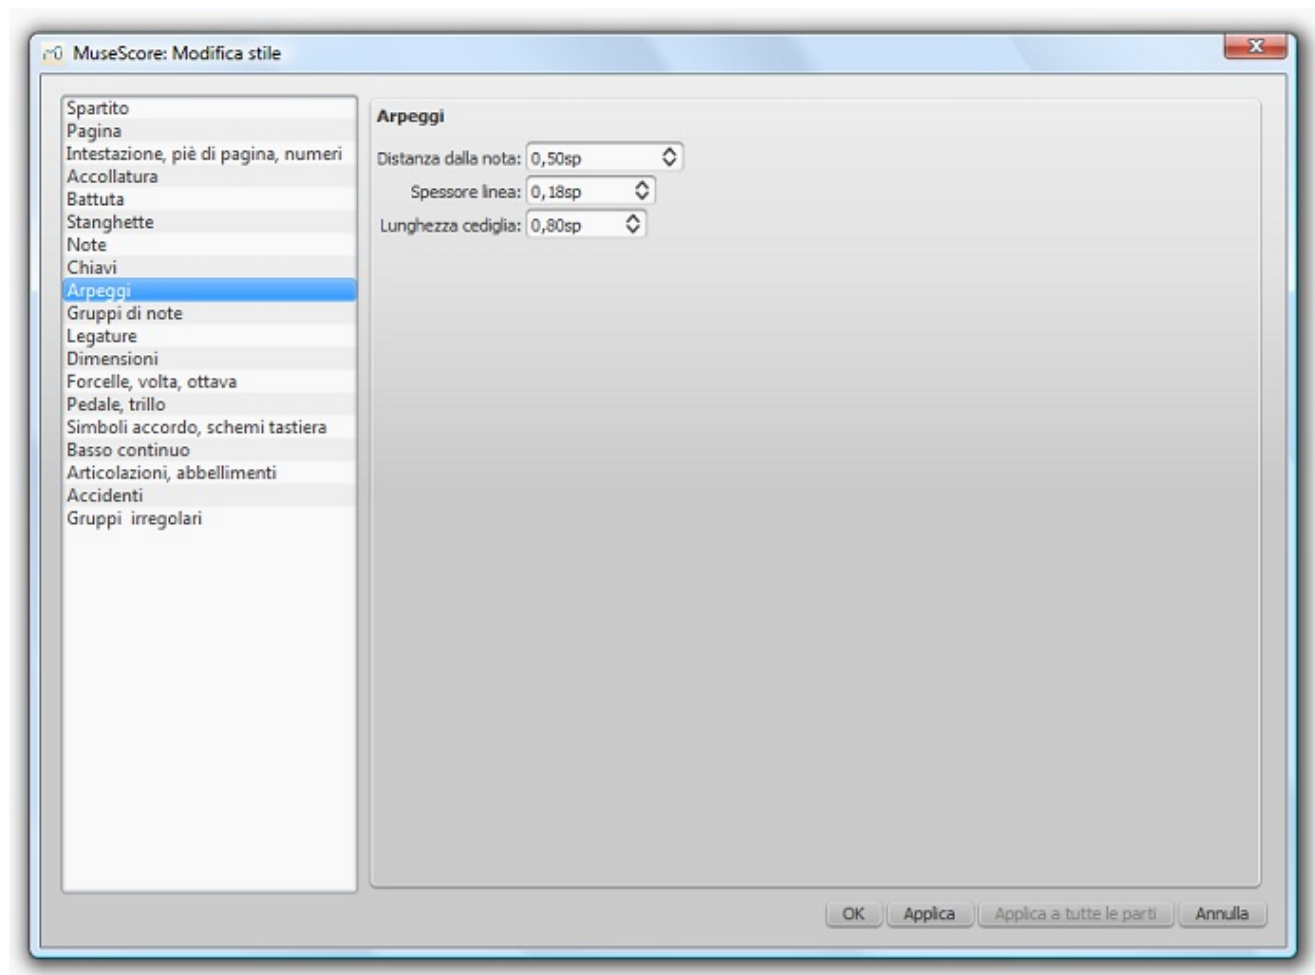 MuseScore: Modifica stile
Spartito
Pagina
Intestazione, piè di pagina, numeri
Accollatura
Battuta
Stanghette
Note
Chiavi
Arpeggi
Gruppi di note
Legature
Dimensioni
Forcelle, volta, ottava
Pedale, trillo
Simboli accordo, schemi tastiera
Basso continuo
Articolazioni, abbellimenti
Accidenti
Gruppi  irregolari
Arpeggi
Distanza dalla nota: 0,50sp
Spessore linea: 0,18sp
Lunghezza cediglia: 0,80sp
OK Applica Applica a tutte le parti Annulla